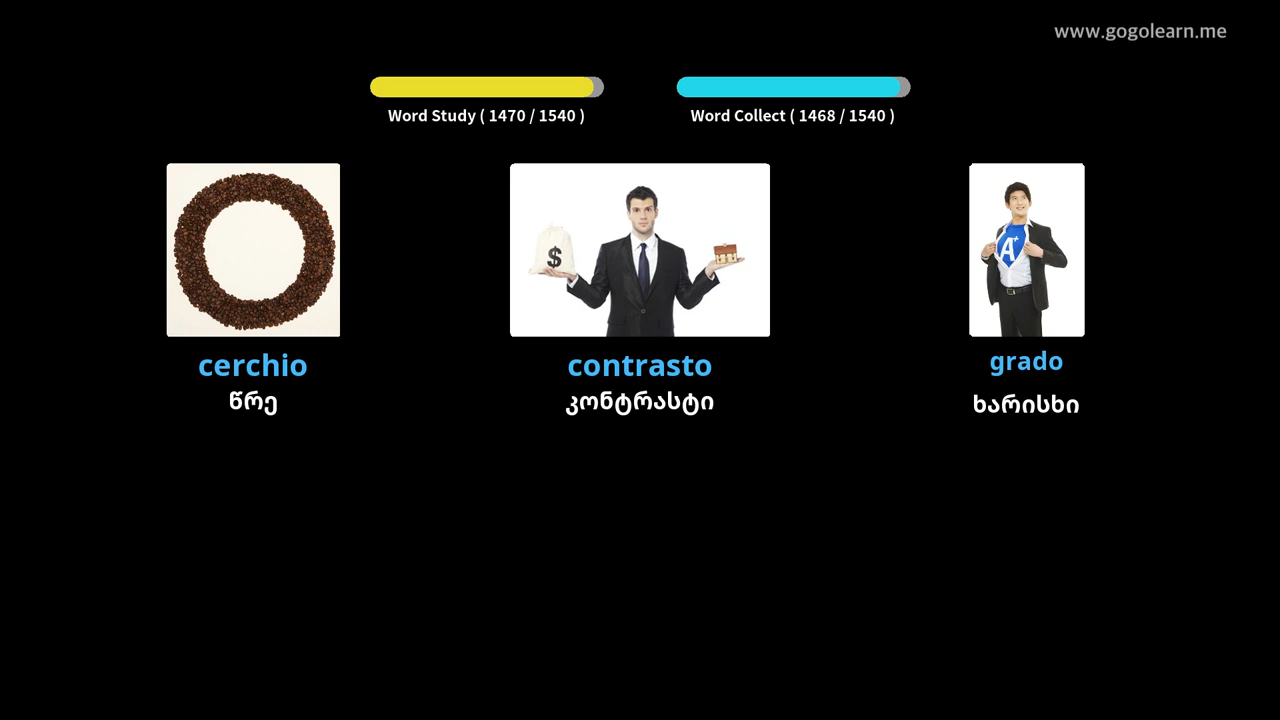 www.gogolearn.me
Word Study ( 1470 / 1540 )
Word Collect ( 1468 / 1540 )
$
A+
cerchio
contrasto
grado
წრე
კონტრასტი
ხარისხი